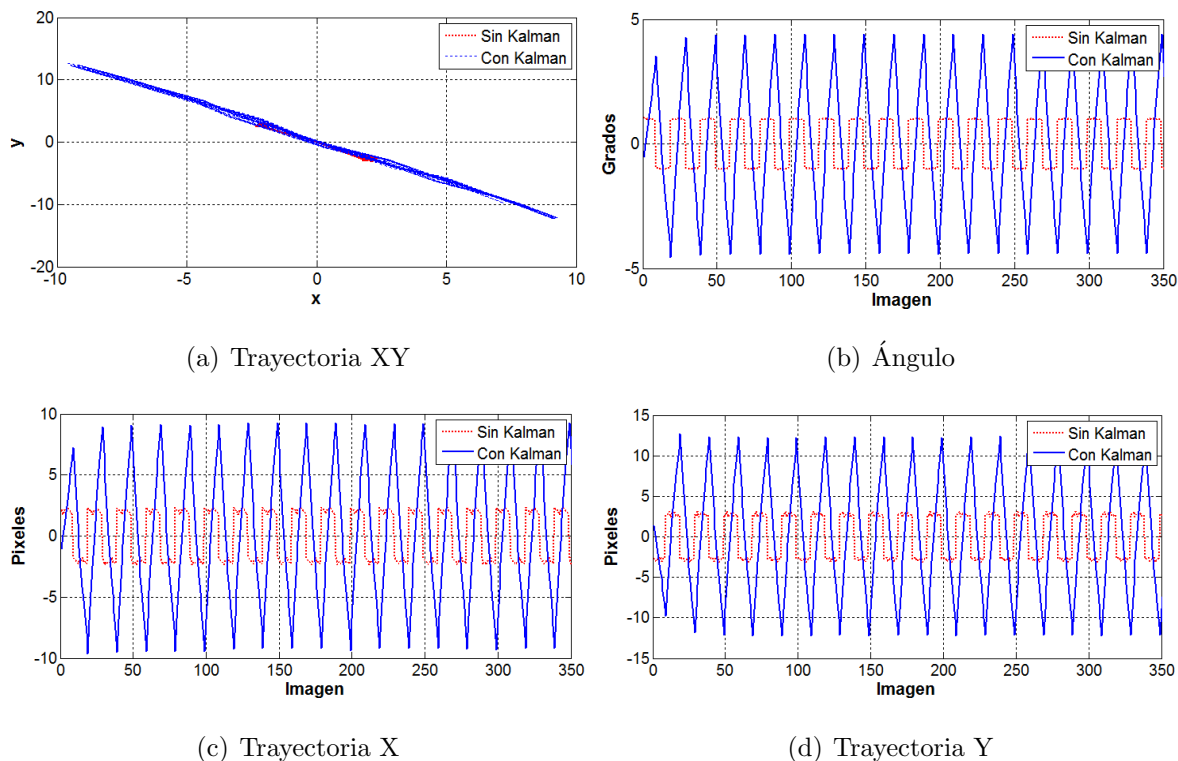 20
10
0
-10
-20
y
-10
-5
0
5
10
x
Sin Kalman
Con Kalman
(a) Trayectoria XY
5
0
-5
Grados
0
50
100
150
200
250
300
350
Imagen
Sin Kalman
Con Kalman
(b) Ángulo
10
5
0
-5
-10
Pixeles
0
50
100
150
200
250
300
350
Imagen
Sin Kalman
Con Kalman
(c) Trayectoria X
15
10
5
0
-5
-10
-15
Pixeles
0
50
100
150
200
250
300
350
Imagen
Sin Kalman
Con Kalman
(d) Trayectoria Y